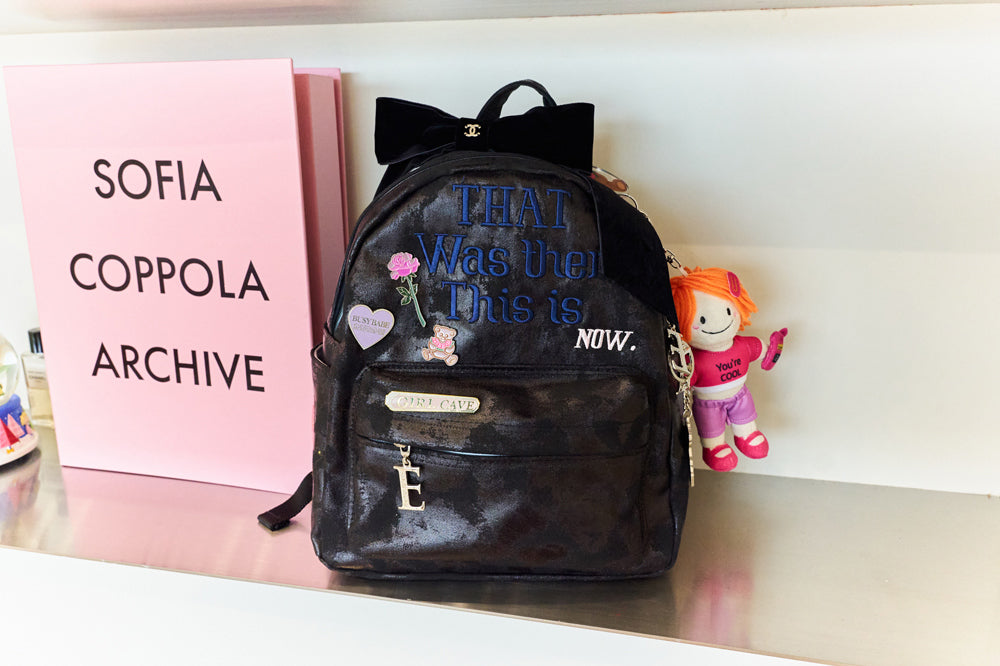 SOFIA
COPPOLA
ARCHIVE
THAT
Was then
This is
NOW.
BUSY BABE
GIRL CAVE
E
You're
COOL